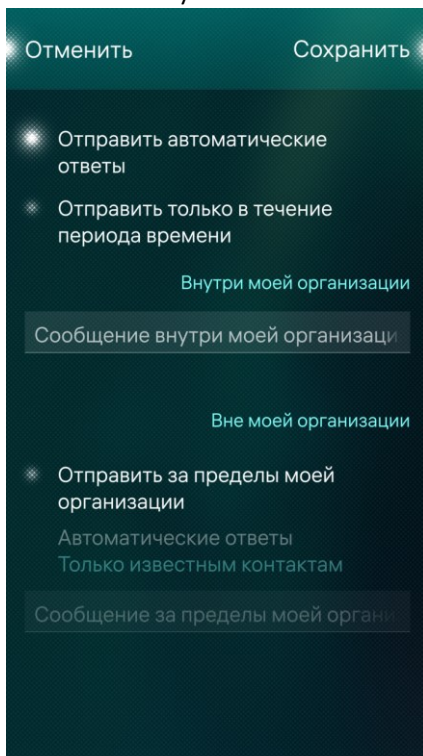 Отменить Сохранить
Отправить автоматические
ответы
Отправить только в течение
периода времени
Внутри моей организации
Сообщение внутри моей организаци
Вне моей организации
Отправить за пределы моей
организации
Автоматические ответы
Только известным контактам
Сообщение за пределы моей органи